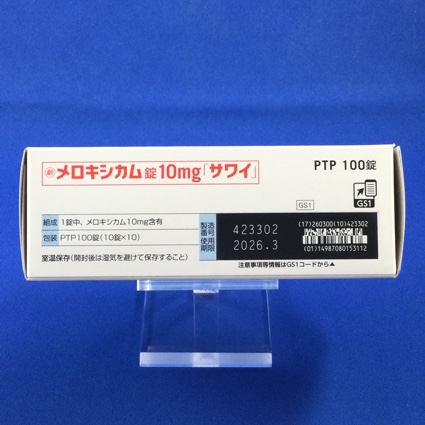 劇 メロキシカム錠10mg「サワイ」
PTP 100錠
GS1
GS1
組成 1錠中、メロキシカム10mg含有
包装 PTP100錠(10錠×10)
製造番号 423302
使用期限 2026.3
(17)260300(10)423302
(01)14987080153112
室温保存(開封後は湿気を避けて保存すること)
注意事項等情報はGS1コードから▲